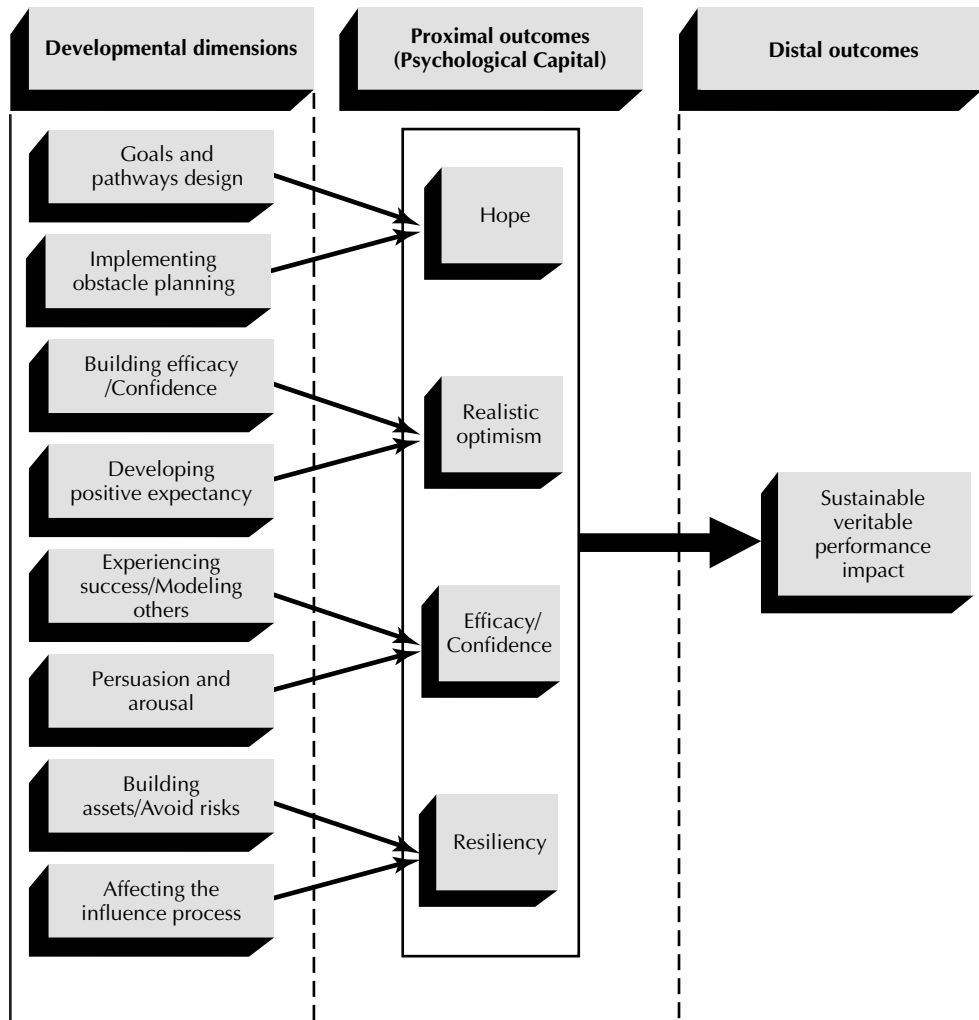 Developmental dimensions
Proximal outcomes
(Psychological Capital)
Distal outcomes
Goals and
pathways design
Implementing
obstacle planning
Building efficacy
/Confidence
Developing
positive expectancy
Experiencing
success/Modeling
others
Persuasion and
arousal
Building
assets/Avoid risks
Affecting the
influence process
Hope
Realistic
optimism
Efficacy/
Confidence
Resiliency
Sustainable
veritable
performance
impact